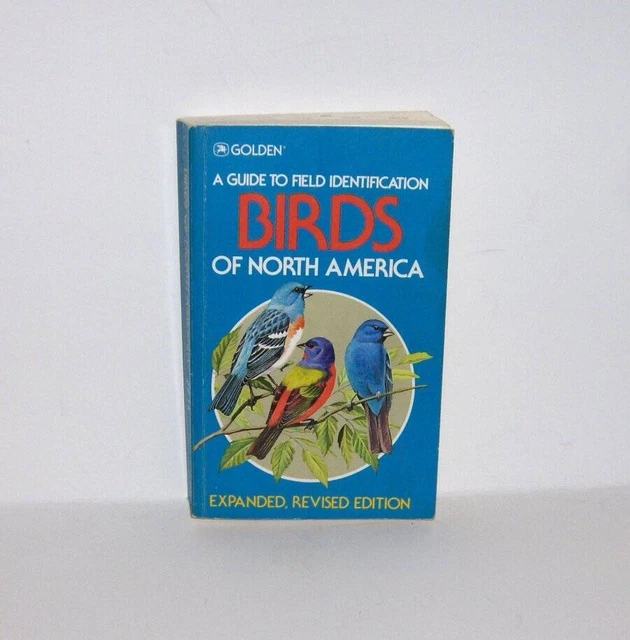 GOLDEN®
A GUIDE TO FIELD IDENTIFICATION
BIRDS
OF NORTH AMERICA
EXPANDED, REVISED EDITION